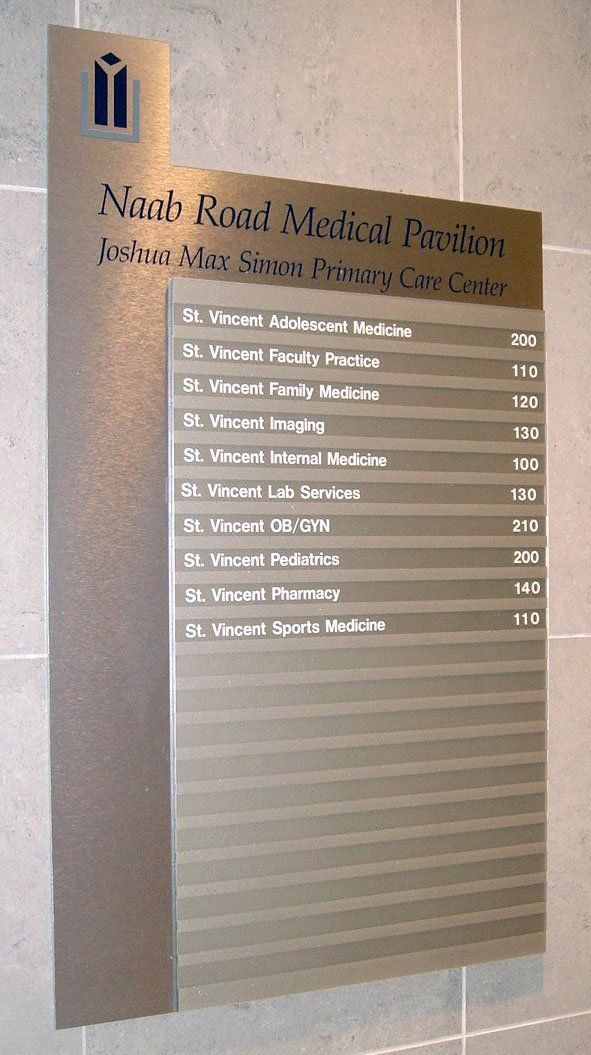 Naab Road Medical Pavilion
Joshua Max Simon Primary Care Center
St. Vincent Adolescent Medicine 200
St. Vincent Faculty Practice 110
St. Vincent Family Medicine 120
St. Vincent Imaging 130
St. Vincent Internal Medicine 100
St. Vincent Lab Services 130
St. Vincent OB/GYN 210
St. Vincent Pediatrics 200
St. Vincent Pharmacy 140
St. Vincent Sports Medicine 110